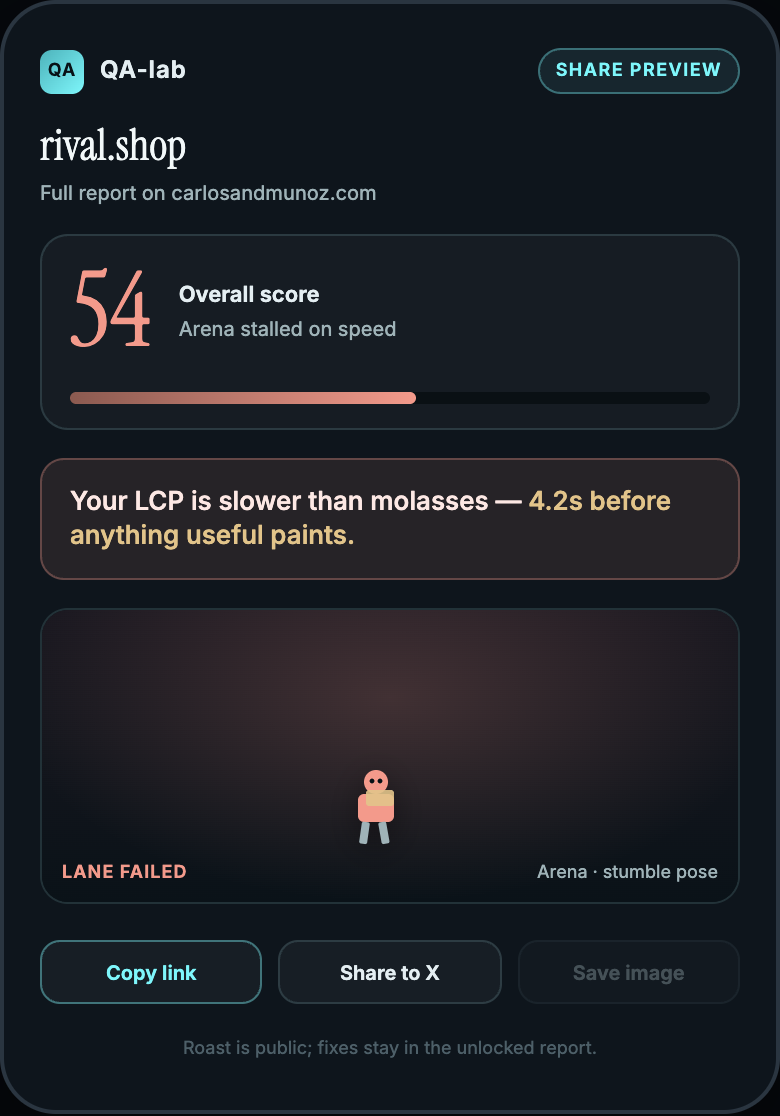 QA QA-lab SHARE PREVIEW
rival.shop
Full report on carlosandmunoz.com
54
Overall score
Arena stalled on speed
Your LCP is slower than molasses — 4.2s before
anything useful paints.
LANE FAILED Arena · stumble pose
Copy link Share to X Save image
Roast is public; fixes stay in the unlocked report.